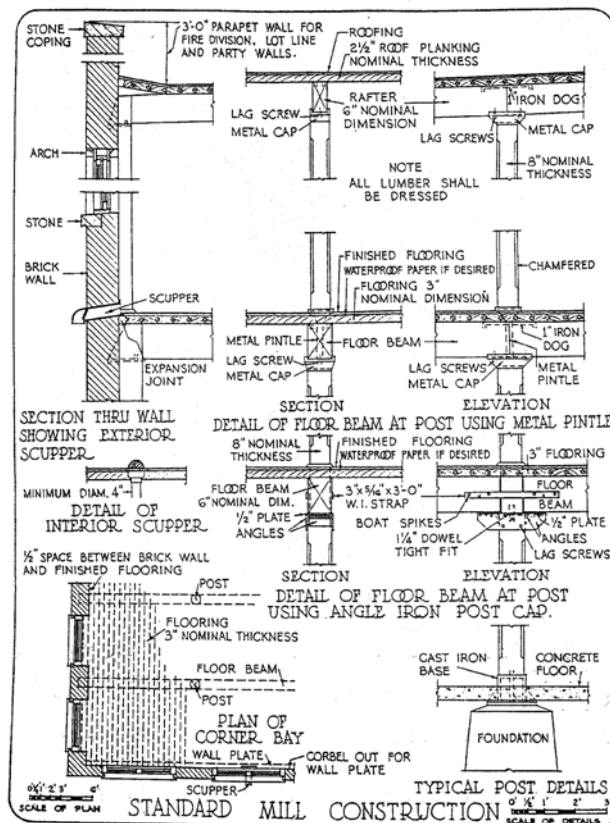 STONE
COPING
3'-0" PARAPET WALL FOR
FIRE DIVISION, LOT LINE
AND PARTY WALLS.
ARCH
STONE
BRICK
WALL
SCUPPER
EXPANSION
JOINT
SECTION THRU WALL
SHOWING EXTERIOR
SCUPPER
ROOFING
2½" ROOF PLANKING
NOMINAL THICKNESS
RAFTER
6" NOMINAL
DIMENSION
LAG SCREW
METAL CAP
1" IRON DOG
LAG SCREWS
METAL CAP
8" NOMINAL
THICKNESS
NOTE
ALL LUMBER SHALL
BE DRESSED
FINISHED FLOORING
WATERPROOF PAPER IF DESIRED
FLOORING 3"
NOMINAL DIMENSION
CHAMFERED
METAL PINTLE
FLOOR BEAM
LAG SCREW
METAL CAP
1" IRON
DOG
LAG SCREWS
METAL CAP
METAL
PINTLE
SECTION
ELEVATION
DETAIL OF FLOOR BEAM AT POST USING METAL PINTLE
MINIMUM DIAM. 4"
DETAIL OF
INTERIOR SCUPPER
8" NOMINAL
THICKNESS
FINISHED FLOORING
WATERPROOF PAPER IF DESIRED
3" FLOORING
FLOOR BEAM
6" NOMINAL DIM.
½" PLATE
ANGLES
3" x 5/16" x 3'-0"
W.I. STRAP
BOAT SPIKES
1¼" DOWEL
TIGHT FIT
FLOOR
BEAM
½" PLATE
ANGLES
LAG SCREWS
SECTION
ELEVATION
DETAIL OF FLOOR BEAM AT POST
USING ANGLE IRON POST CAP.
½" SPACE BETWEEN BRICK WALL
AND FINISHED FLOORING
POST
FLOORING
3" NOMINAL THICKNESS
FLOOR BEAM
POST
PLAN OF
CORNER BAY
WALL PLATE
CORBEL OUT FOR
WALL PLATE
SCUPPER
CAST IRON
BASE
CONCRETE
FLOOR
FOUNDATION
TYPICAL POST DETAILS
SCALE OF PLAN
STANDARD MILL CONSTRUCTION
0' ½' 1' 2'
SCALE OF DETAILS